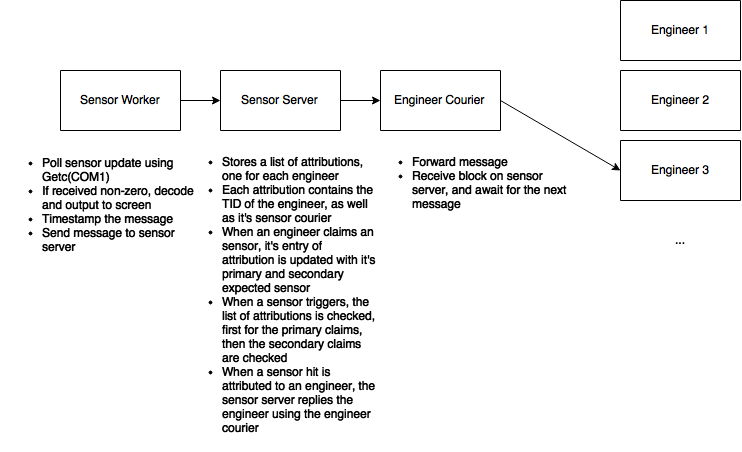 Engineer 1
Sensor Worker
Sensor Server
Engineer Courier
Engineer 2
Engineer 3
...
• Poll sensor update using
Getc(COM1)
• If received non-zero, decode
and output to screen
• Timestamp the message
• Send message to sensor
server
• Stores a list of attributions,
one for each engineer
• Each attribution contains the
TID of the engineer, as well
as it's sensor courier
• When an engineer claims an
sensor, it's entry of
attribution is updated with it's
primary and secondary
expected sensor
• When a sensor triggers, the
list of attributions is checked,
first for the primary claims,
then the secondary claims
are checked
• When a sensor hit is
attributed to an engineer, the
sensor server replies the
engineer using the engineer
courier
• Forward message
• Receive block on sensor
server, and await for the next
message